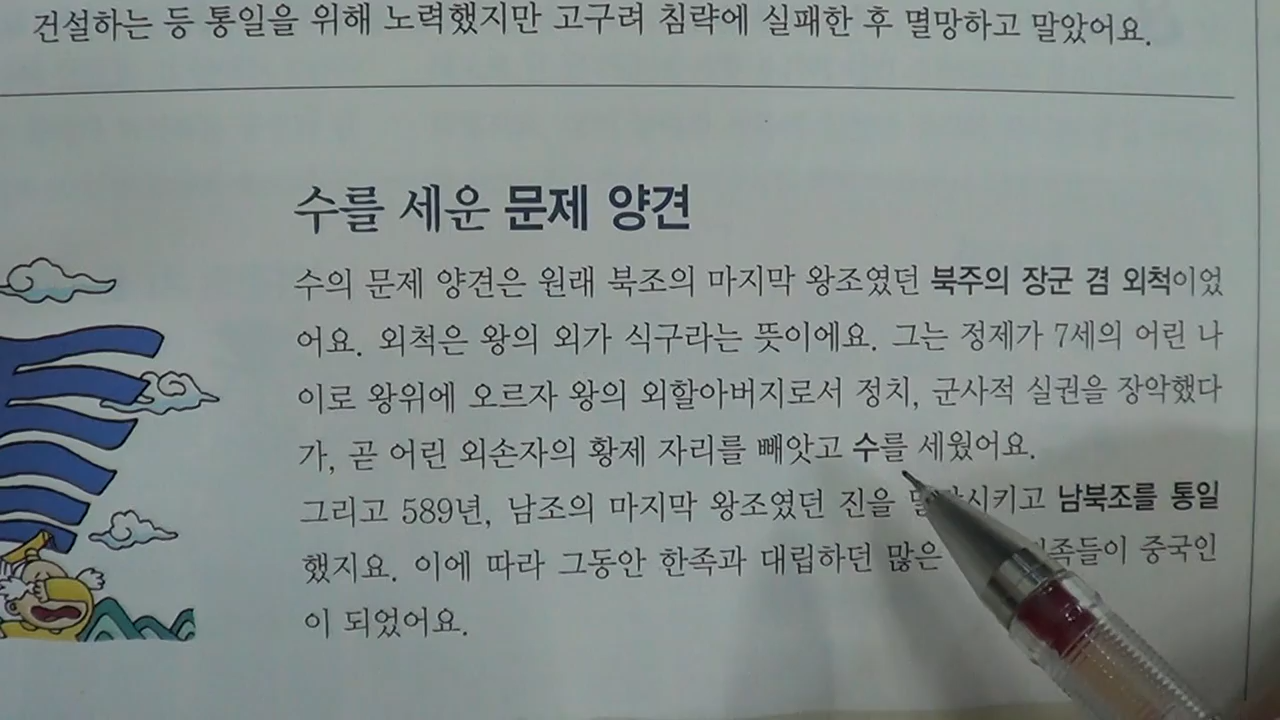 건설하는 등 통일을 위해 노력했지만 고구려 침략에 실패한 후 멸망하고 말았어요.
수를 세운 문제 양견
수의 문제 양견은 원래 북조의 마지막 왕조였던 북주의 장군 겸 외척이었
어요. 외척은 왕의 외가 식구라는 뜻이에요. 그는 정제가 7세의 어린 나
이로 왕위에 오르자 왕의 외할아버지로서 정치, 군사적 실권을 장악했다
가, 곧 어린 외손자의 황제 자리를 빼앗고 수를 세웠어요.
그리고 589년, 남조의 마지막 왕조였던 진을 남북조를 통일
했지요. 이에 따라 그동안 한족과 대립하던 많은 중국인
이 되었어요.